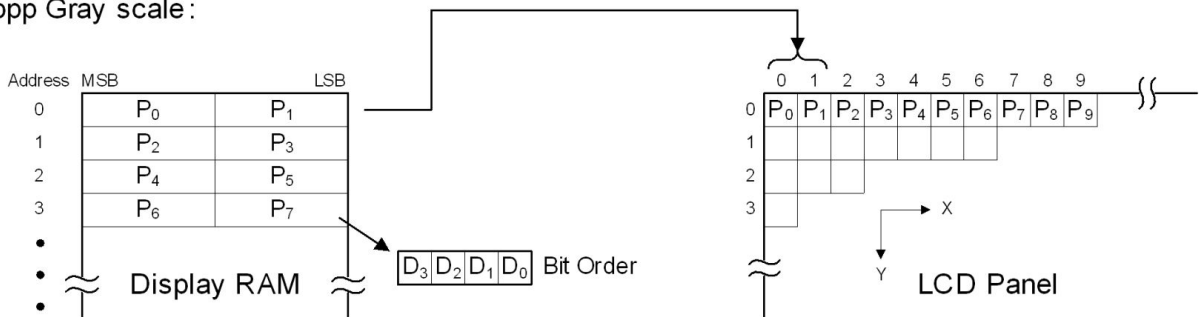 opp Gray scale:
Address MSB LSB
0 P₀ P₁
1 P₂ P₃
2 P₄ P₅
3 P₆ P₇
D₃ D₂ D₁ D₀ Bit Order
Display RAM
0 1 2 3 4 5 6 7 8 9
0 P₀ P₁ P₂ P₃ P₄ P₅ P₆ P₇ P₈ P₉
1
2
3
X
Y
LCD Panel